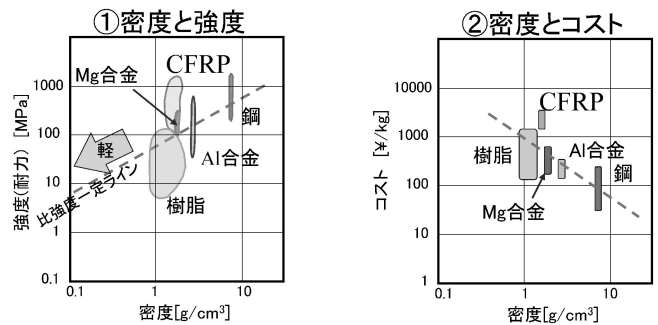 ①密度と強度
強度(耐力) [MPa]
1000
100
10
1
0.1
0.1
1
10
密度[g/cm³]
CFRP
Mg合金
鋼
Al合金
樹脂
軽
比強度一定ライン
②密度とコスト
コスト [¥/kg]
10000
1000
100
10
1
0.1
1
10
密度[g/cm³]
CFRP
樹脂
Al合金
鋼
Mg合金